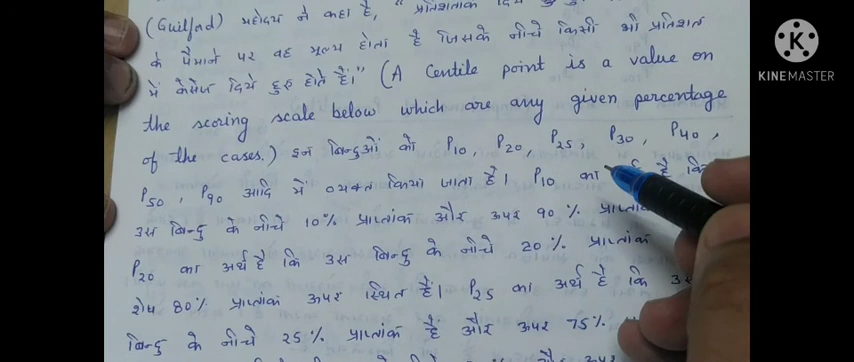 (Guilford) महोदय ने कहा है, " प्रतिशतांक
के पैमाने पर वह मूल्य होता है जिसके नीचे किसी भी प्रतिशत
में केसेज दिये हुए होते हैं।" (A Centile point is a value on
the scoring scale below which are any given percentage
of the cases.) इन बिन्दुओं को P10, P20, P25, P30, P40,
P50, P90 आदि में व्यक्त किया जाता है। P10 का अर्थ है कि
उस बिन्दु के नीचे 10% प्राप्तांक और ऊपर 90% प्राप्तांक
P20 का अर्थ है कि उस बिन्दु के नीचे 20% प्राप्तांक
शेष 80% प्राप्तांक ऊपर स्थित हैं। P25 का अर्थ है कि उस
बिन्दु के नीचे 25% प्राप्तांक हैं और ऊपर 75%
KINEMASTER